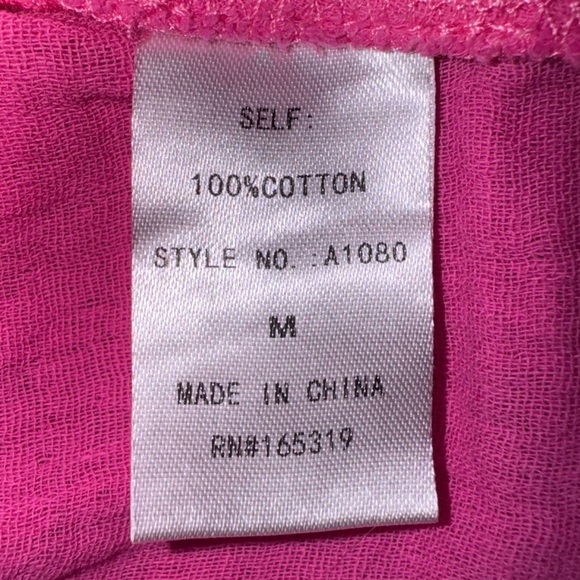 SELF:
100%COTTON
STYLE NO.:A1080
M
MADE IN CHINA
RN#165319